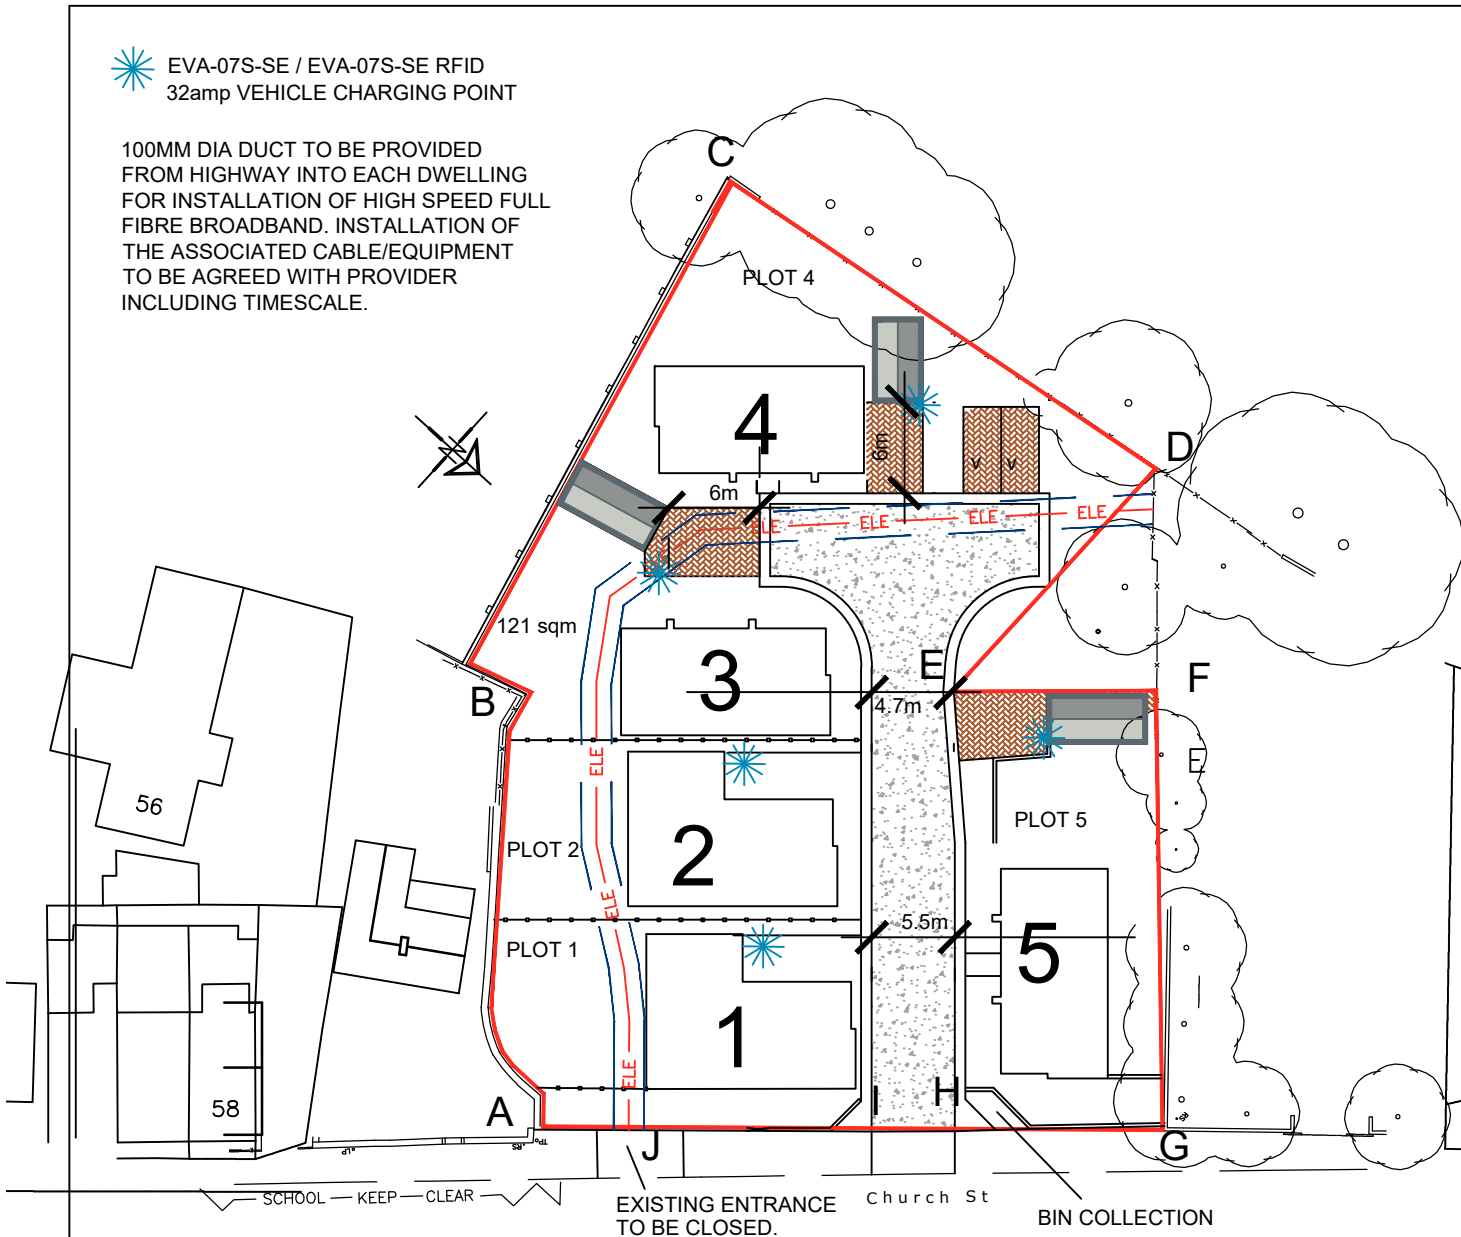 EVA-07S-SE / EVA-07S-SE RFID
32amp VEHICLE CHARGING POINT
100MM DIA DUCT TO BE PROVIDED
FROM HIGHWAY INTO EACH DWELLING
FOR INSTALLATION OF HIGH SPEED FULL
FIBRE BROADBAND. INSTALLATION OF
THE ASSOCIATED CABLE/EQUIPMENT
TO BE AGREED WITH PROVIDER
INCLUDING TIMESCALE.
C
PLOT 4
4
6m
D
V V
N
6m
ELE
ELE
ELE
ELE
121 sqm
3
E
F
B
4.7m
ELE
E
56
PLOT 2
2
PLOT 5
ELE
PLOT 1
5.5m
5
1
ELE
58
A
I
H
J
G
TP
RS
LP
RS
SCHOOL KEEP CLEAR
Church St
EXISTING ENTRANCE
TO BE CLOSED.
BIN COLLECTION